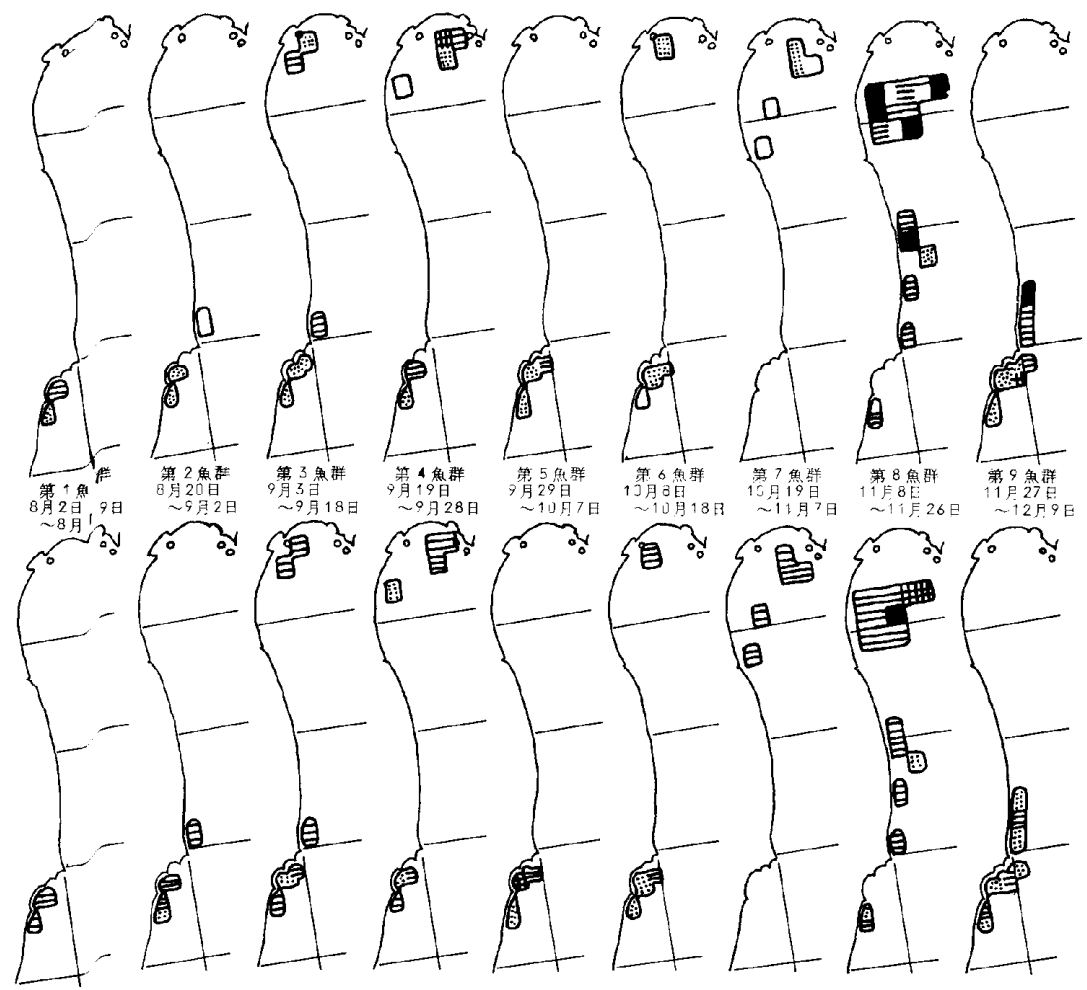 第1魚群
8月2日
～8月19日
第2魚群
8月20日
～9月2日
第3魚群
9月3日
～9月18日
第4魚群
9月19日
～9月28日
第5魚群
9月29日
～10月7日
第6魚群
10月8日
～10月18日
第7魚群
10月19日
～11月7日
第8魚群
11月8日
～11月26日
第9魚群
11月27日
～12月9日